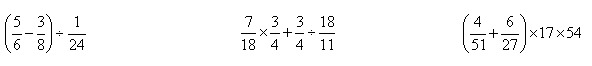 (5/6 − 3/8) ÷ 1/24 7/18 × 3/4 + 3/4 ÷ 18/11 (4/51 + 6/27) × 17 × 54